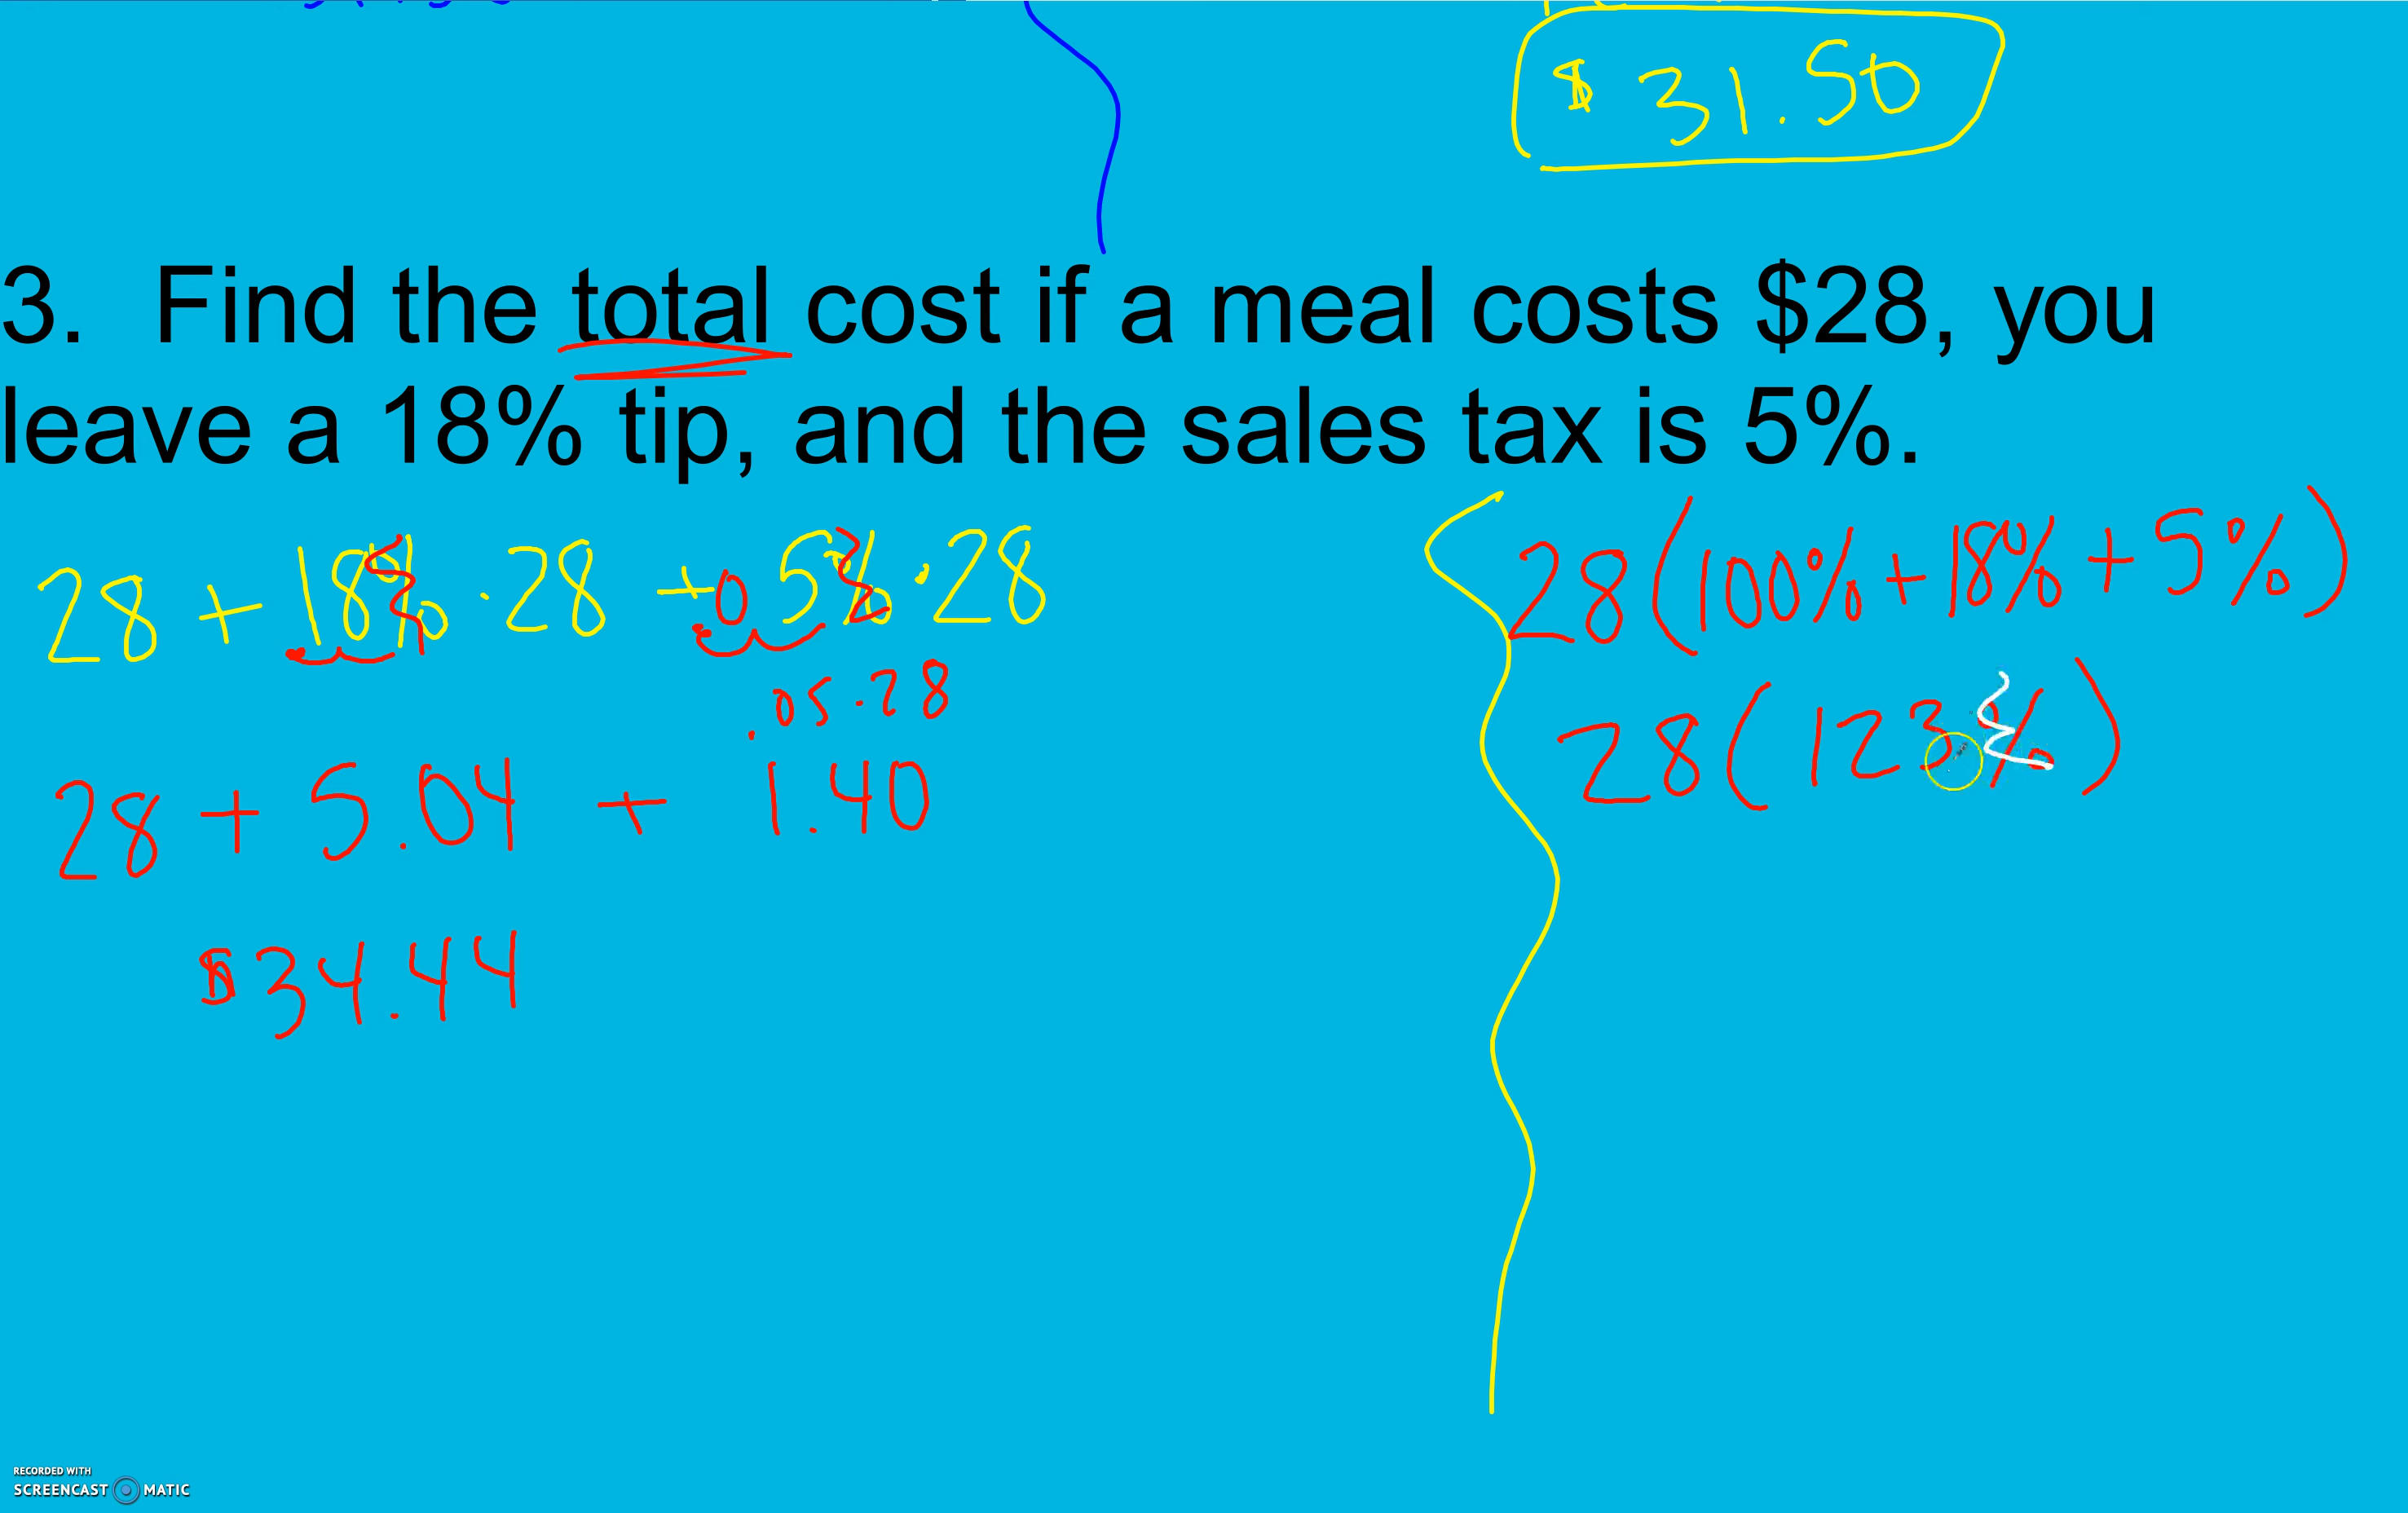 $ 31.50
3. Find the total cost if a meal costs $28, you
leave a 18% tip, and the sales tax is 5%.
28 + 18% · 28 + 05% · 28
.05 · 28
28 + 5.04 + 1.40
$34.44
28(100% + 18% + 5%)
28(123%)
RECORDED WITH
SCREENCAST MATIC